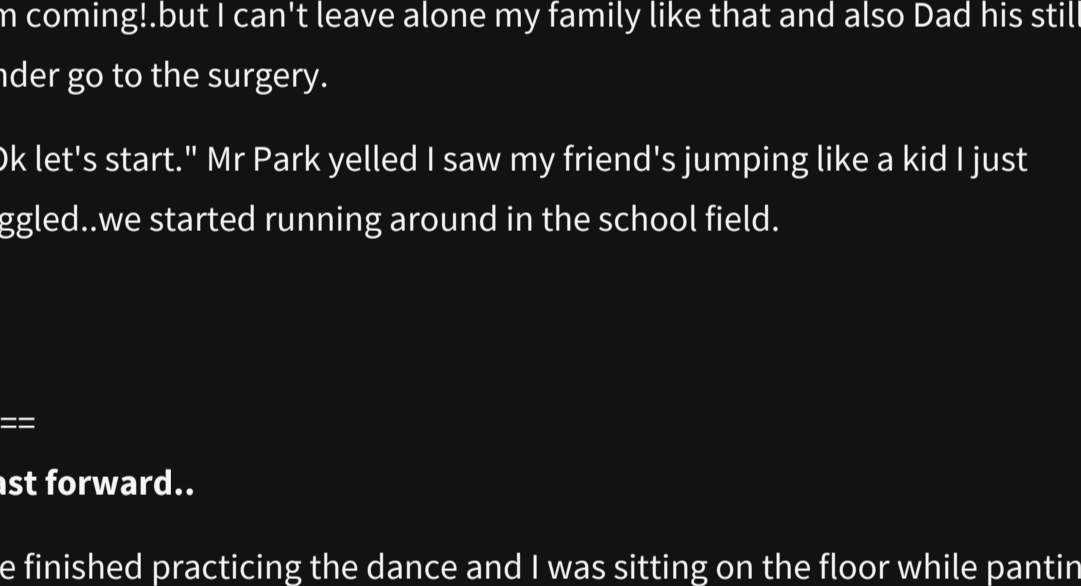 m coming!.but I can't leave alone my family like that and also Dad his still
nder go to the surgery.
Ok let's start." Mr Park yelled I saw my friend's jumping like a kid I just
ggled..we started running around in the school field.
==
ast forward..
e finished practicing the dance and I was sitting on the floor while pantin